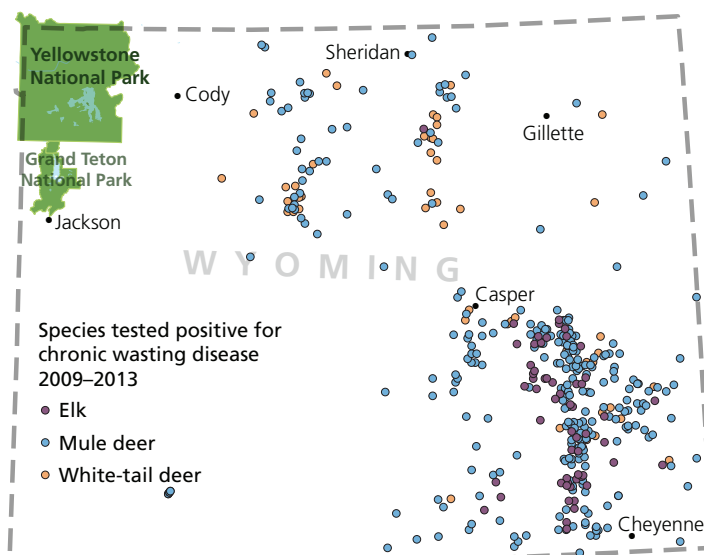 Yellowstone
National Park
Sheridan
Cody
Gillette
Grand Teton
National Park
Jackson
WYOMING
Casper
Species tested positive for
chronic wasting disease
2009–2013
Elk
Mule deer
White-tail deer
Cheyenne